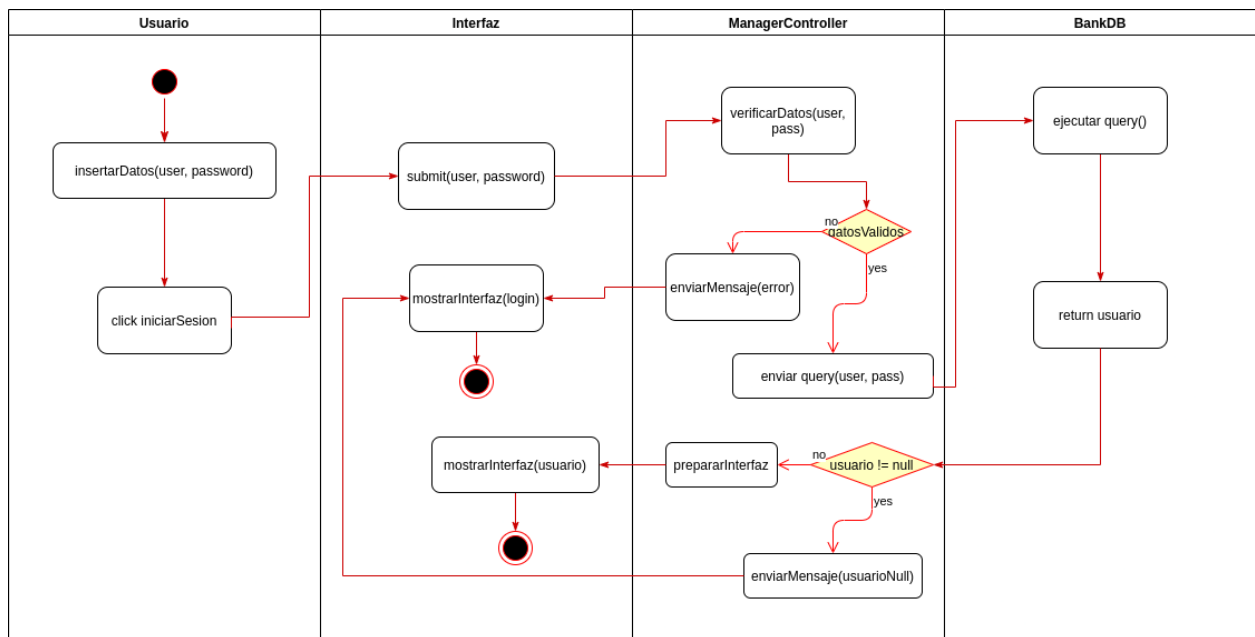 Usuario
Interfaz
ManagerController
BankDB
insertarDatos(user, password)
click iniciarSesion
submit(user, password)
mostrarInterfaz(login)
mostrarInterfaz(usuario)
verificarDatos(user,
pass)
no
qatosValidos
yes
enviarMensaje(error)
enviar query(user, pass)
no
usuario != null
yes
prepararInterfaz
enviarMensaje(usuarioNull)
ejecutar query()
return usuario